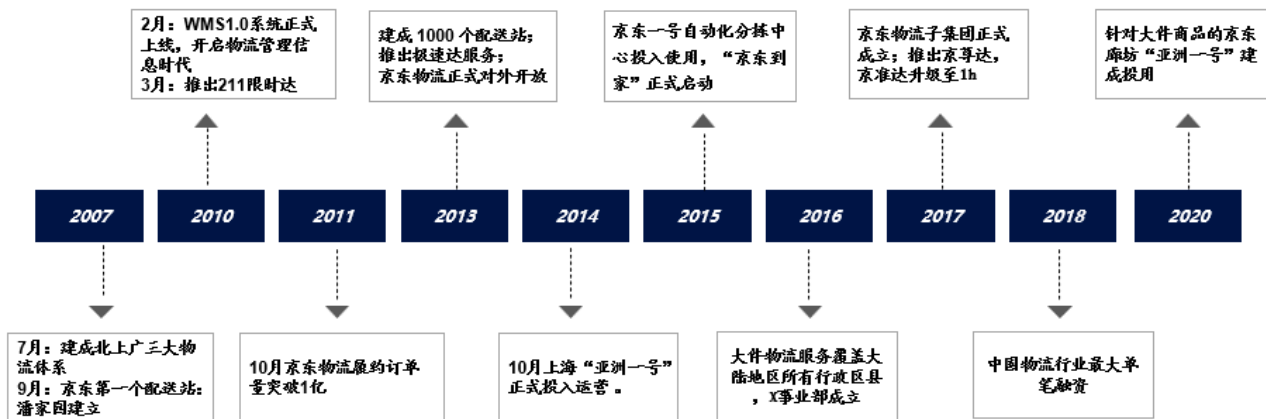 2月：WMS1.0系统正式
上线，开启物流管理信
息时代
3月：推出211限时达
建成 1000 个配送站；
推出极速达服务；
京东物流正式对外开放
京东一号自动化分拣中
心投入使用，“京东到
家”正式启动
京东物流子集团正式
成立；推出京尊达，
京准达升级至1h
针对大件商品的京东
廊坊“亚洲一号”建
成投用
2007
2010
2011
2013
2014
2015
2016
2017
2018
2020
7月：建成北上广三大物
流体系
9月：京东第一个配送站：
潘家园建立
10月京东物流履约订单
量突破1亿
10月上海“亚洲一号”
正式投入运营 。
大件物流服务覆盖大
陆地区所有行政区县
，X事业部成立
中国物流行业最大单
笔融资